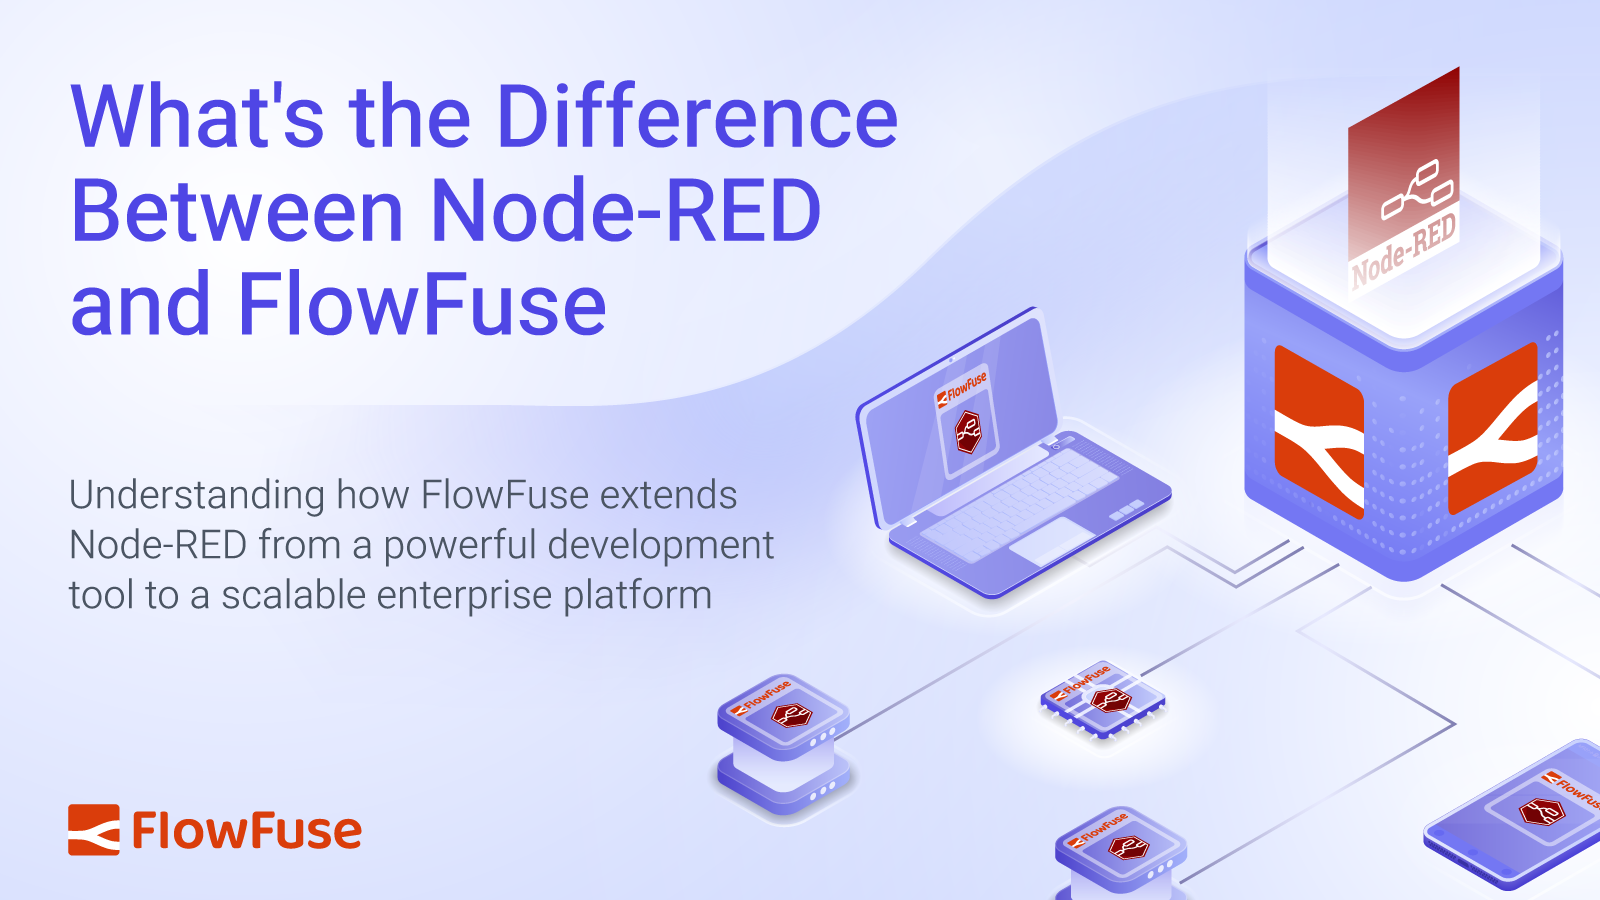 What's the Difference
Between Node-RED
and FlowFuse
Understanding how FlowFuse extends
Node-RED from a powerful development
tool to a scalable enterprise platform
FlowFuse
Node-RED
FlowFuse
FlowFuse
FlowFuse
FlowFuse
FlowFuse